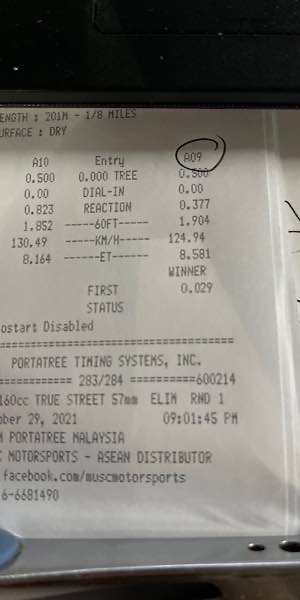 ENGTH : 201M - 1/8 MILES
URFACE : DRY
A10 Entry A09
0.500 0.000 TREE 0.500
0.00 DIAL-IN 0.00
0.823 REACTION 0.377
1.852 -----60FT----- 1.904
130.49 -----KM/H----- 124.94
8.164 ------ET------ 8.581
WINNER
FIRST 0.029
STATUS
ostart Disabled
====================================
PORTATREE TIMING SYSTEMS, INC.
=========== 283/284 ==========600214
160cc TRUE STREET 57mm ELIM RND 1
ober 29, 2021 09:01:45 PM
PORTATREE MALAYSIA
C MOTORSPORTS - ASEAN DISTRIBUTOR
facebook.com/muscmotorsports
6-6681490